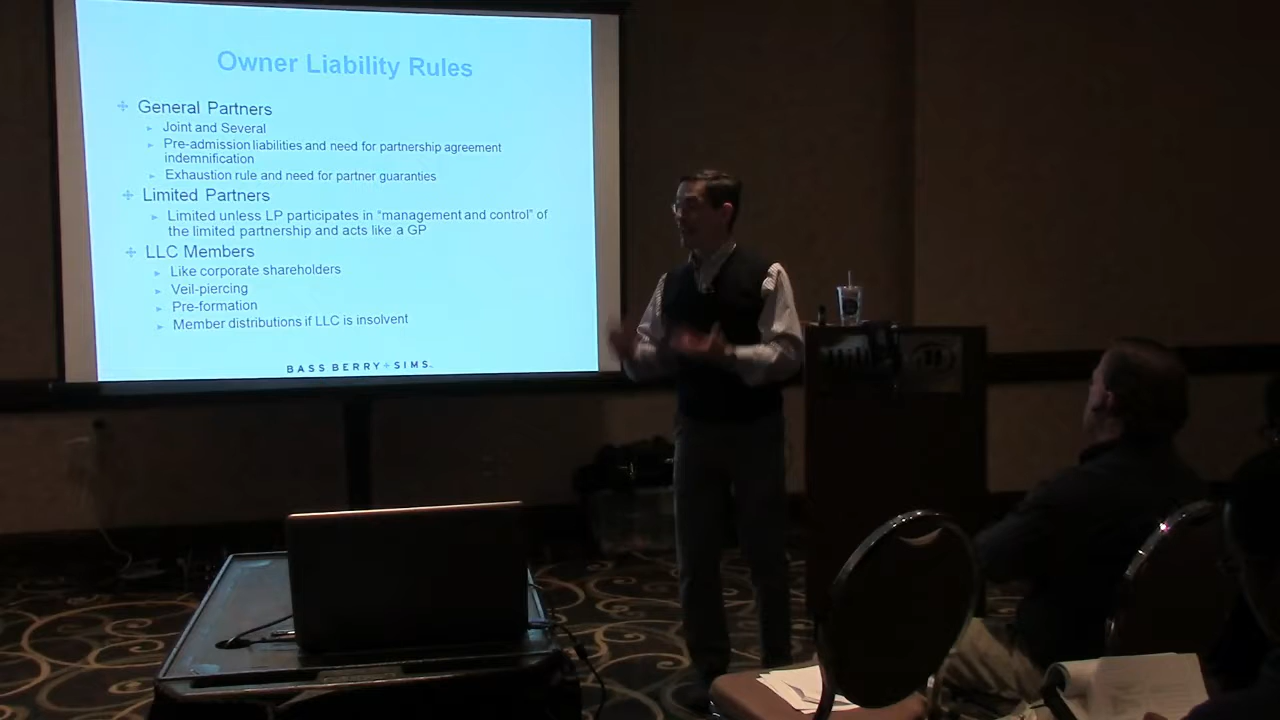 Owner Liability Rules
General Partners
Joint and Several
Pre-admission liabilities and need for partnership agreement
indemnification
Exhaustion rule and need for partner guaranties
Limited Partners
Limited unless LP participates in "management and control" of
the limited partnership and acts like a GP
LLC Members
Like corporate shareholders
Veil-piercing
Pre-formation
Member distributions if LLC is insolvent
BASS BERRY + SIMS